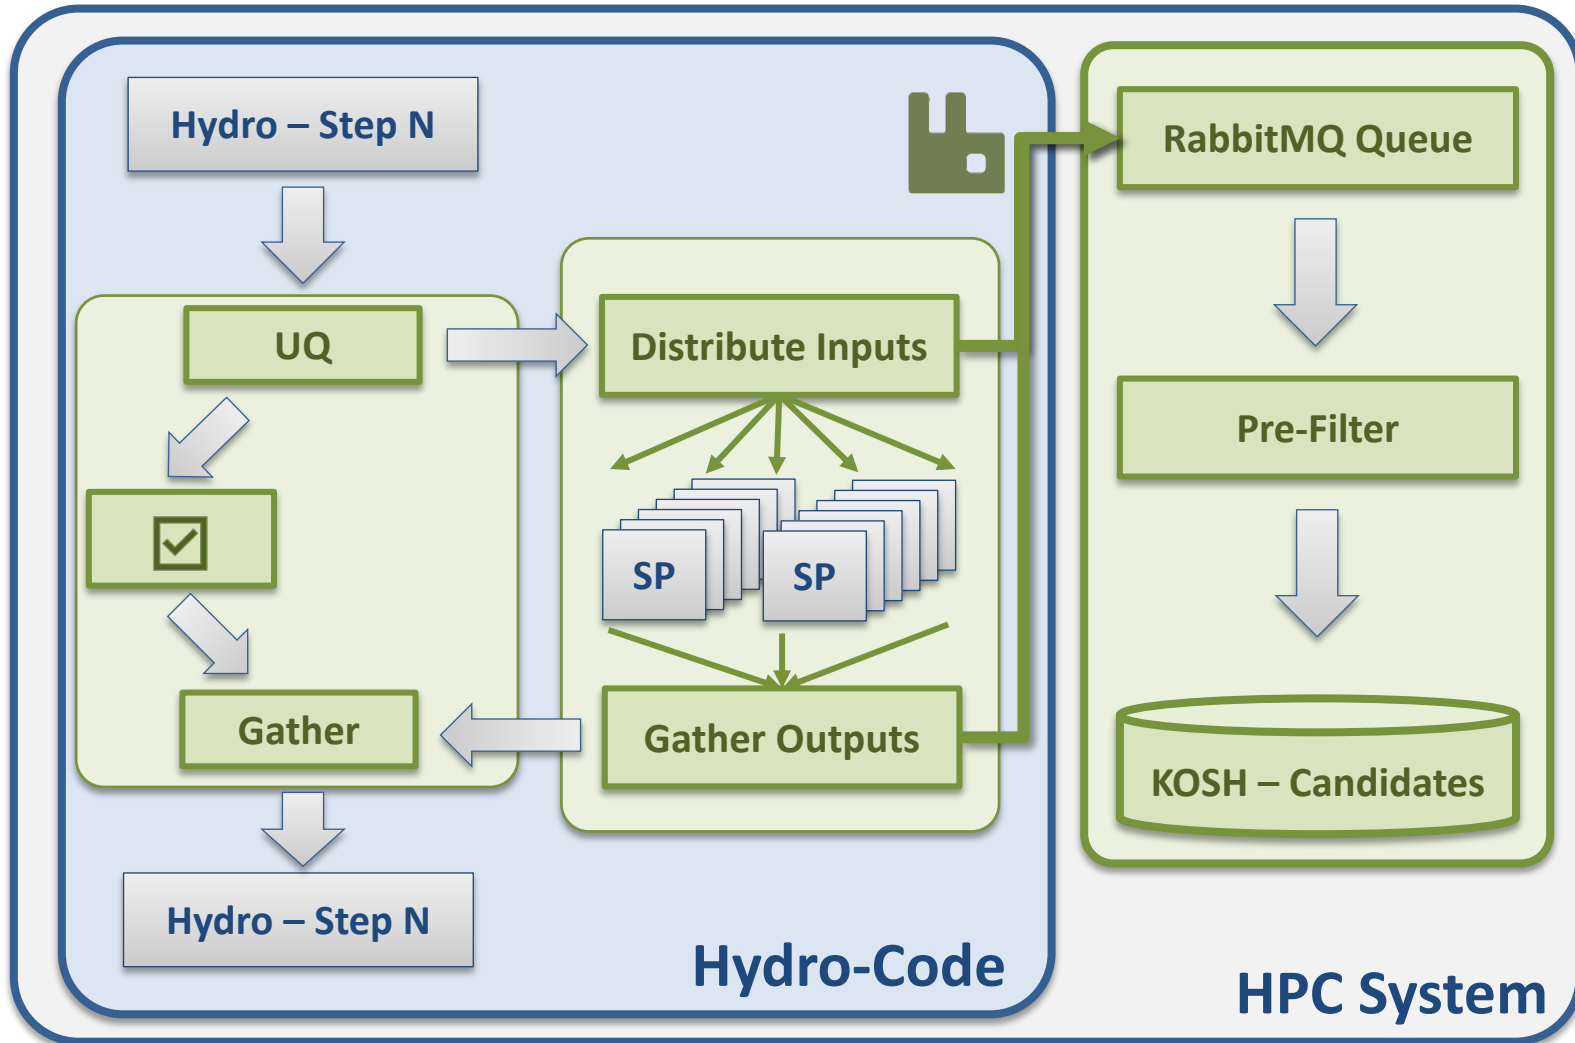 Hydro – Step N
RabbitMQ Queue
UQ
Distribute Inputs
Pre-Filter
SP
SP
Gather
Gather Outputs
KOSH – Candidates
Hydro – Step N
Hydro-Code
HPC System